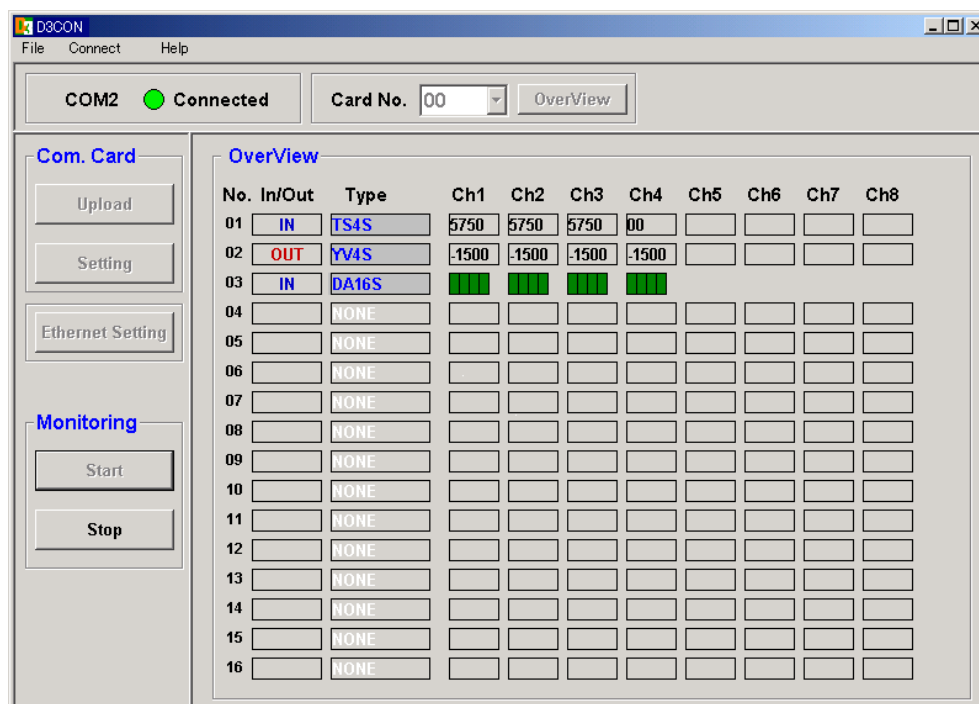 D3CON
File Connect Help
COM2 Connected Card No. 00 OverView
Com. Card
Upload
Setting
Ethernet Setting
Monitoring
Start
Stop
OverView
No. In/Out Type Ch1 Ch2 Ch3 Ch4 Ch5 Ch6 Ch7 Ch8
01 IN TS4S 5750 5750 5750 00
02 OUT YV4S -1500 -1500 -1500 -1500
03 IN DA16S
04 NONE
05 NONE
06 NONE
07 NONE
08 NONE
09 NONE
10 NONE
11 NONE
12 NONE
13 NONE
14 NONE
15 NONE
16 NONE